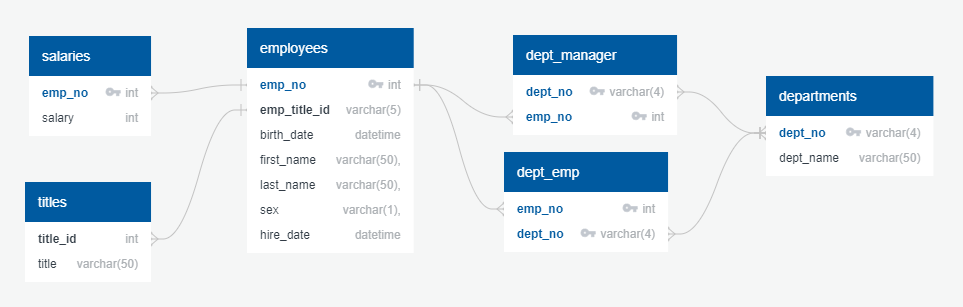 salaries
emp_no int
salary int
titles
title_id int
title varchar(50)
employees
emp_no int
emp_title_id varchar(5)
birth_date datetime
first_name varchar(50),
last_name varchar(50),
sex varchar(1),
hire_date datetime
dept_manager
dept_no varchar(4)
emp_no int
dept_emp
emp_no int
dept_no varchar(4)
departments
dept_no varchar(4)
dept_name varchar(50)